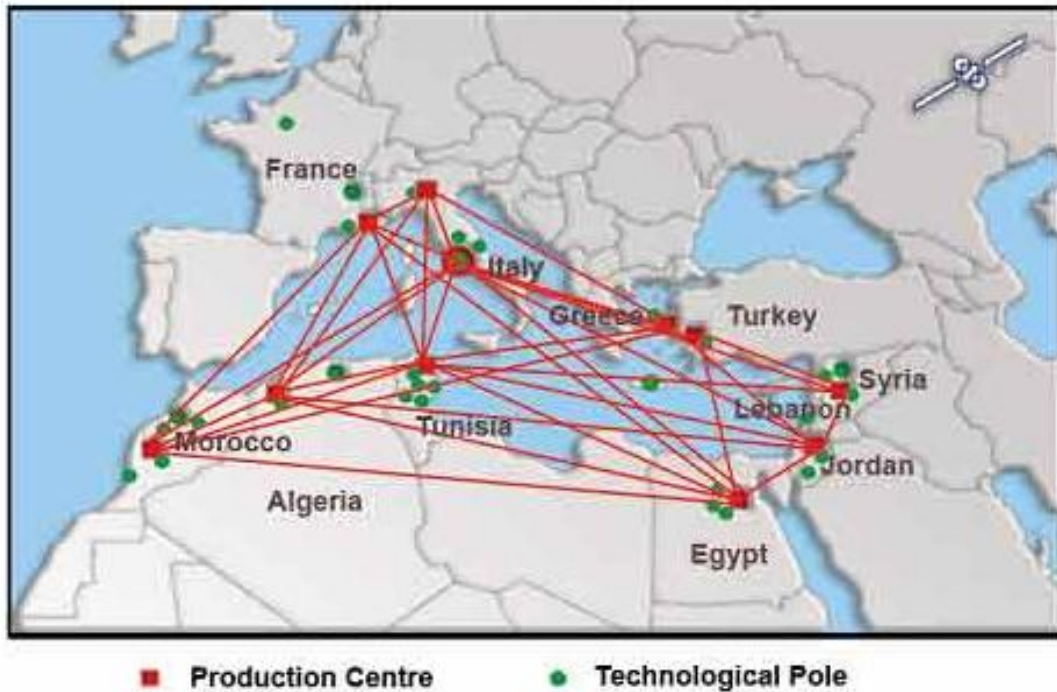 France
Italy
Greece
Turkey
Syria
Lebanon
Morocco
Tunisia
Jordan
Algeria
Egypt
Production Centre
Technological Pole